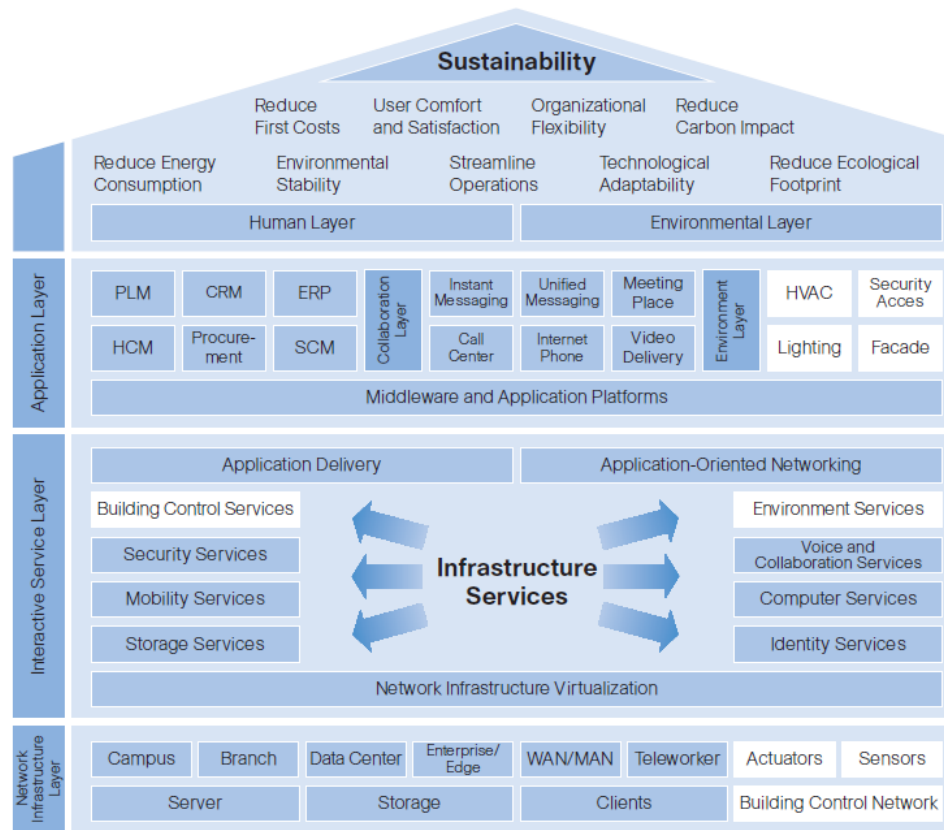 Sustainability
Reduce
First Costs
User Comfort
and Satisfaction
Organizational
Flexibility
Reduce
Carbon Impact
Reduce Energy
Consumption
Environmental
Stability
Streamline
Operations
Technological
Adaptability
Reduce Ecological
Footprint
Human Layer
Environmental Layer
Application Layer
PLM
CRM
ERP
Collaboration
Layer
Instant
Messaging
Unified
Messaging
Meeting
Place
Environment
Layer
HVAC
Security
Acces
HCM
Procure-
ment
SCM
Call
Center
Internet
Phone
Video
Delivery
Lighting
Facade
Middleware and Application Platforms
Interactive Service Layer
Application Delivery
Application-Oriented Networking
Building Control Services
Environment Services
Security Services
Infrastructure
Services
Voice and
Collaboration Services
Mobility Services
Computer Services
Storage Services
Identity Services
Network Infrastructure Virtualization
Network
Infrastructure
Layer
Campus
Branch
Data Center
Enterprise/
Edge
WAN/MAN
Teleworker
Actuators
Sensors
Server
Storage
Clients
Building Control Network